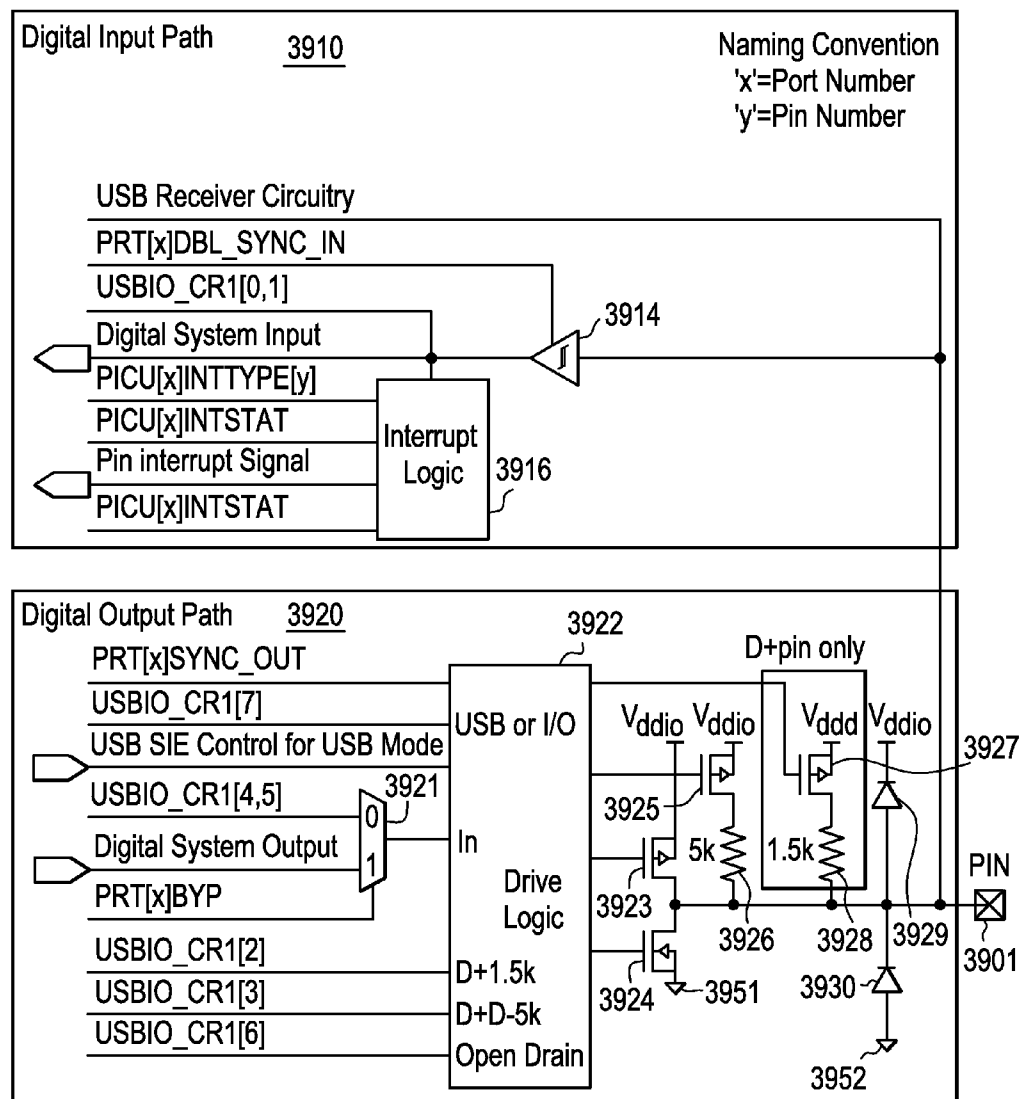 Digital Input Path
3910
Naming Convention
'x'=Port Number
'y'=Pin Number
USB Receiver Circuitry
PRT[x]DBL_SYNC_IN
USBIO_CR1[0,1]
3914
Digital System Input
PICU[x]INTTYPE[y]
PICU[x]INTSTAT
Interrupt
Logic
Pin interrupt Signal
3916
PICU[x]INTSTAT
Digital Output Path
3920
3922
PRT[x]SYNC_OUT
D+pin only
USBIO_CR1[7]
USB or I/O
Vddio
Vddio
Vddd
Vddio
USB SIE Control for USB Mode
3927
3921
USBIO_CR1[4,5]
0
3925
In
Digital System Output
1
5k
1.5k
PIN
PRT[x]BYP
Drive
Logic
3923
3926
3928
3929
3901
USBIO_CR1[2]
D+1.5k
3924
3951
3930
USBIO_CR1[3]
D+D-5k
USBIO_CR1[6]
Open Drain
3952